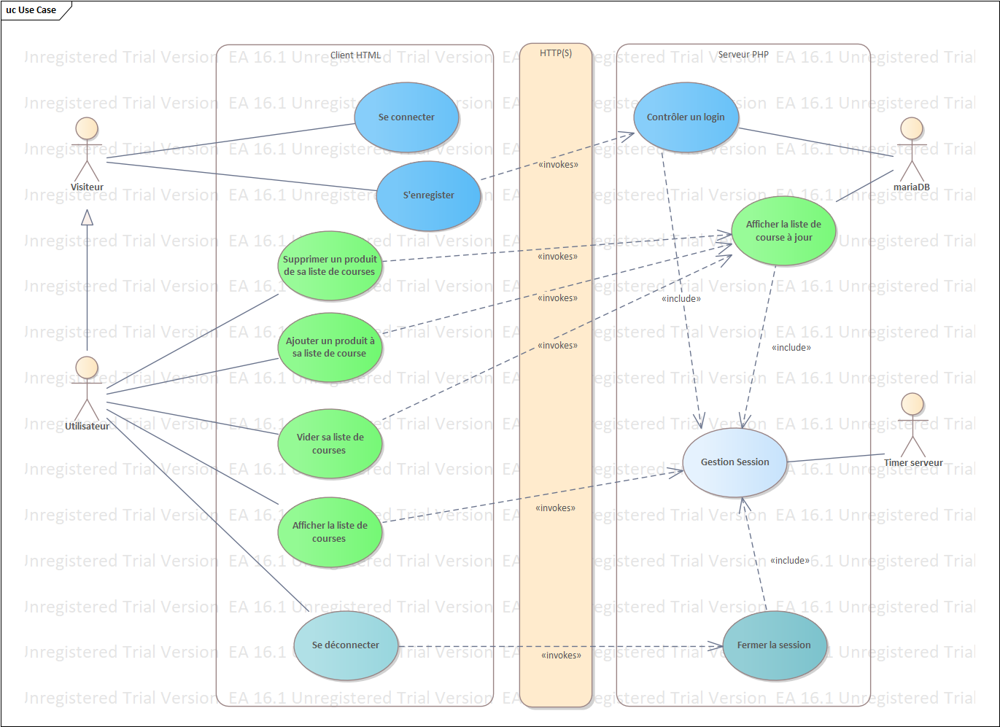 uc Use Case
Client HTML
HTTP(S)
Serveur PHP
Unregistered Trial Version EA 16.1 Unregistered Trial Version
Se connecter
Contrôler un login
Visiteur
«invokes»
mariaDB
S'enregister
Afficher la liste de
course à jour
Supprimer un produit
de sa liste de courses
«invokes»
«invokes»
«include»
Ajouter un produit à
sa liste de course
«invokes»
«include»
Utilisateur
Vider sa liste de
courses
Gestion Session
Timer serveur
«invokes»
Afficher la liste de
courses
«include»
Se déconnecter
Fermer la session
«invokes»